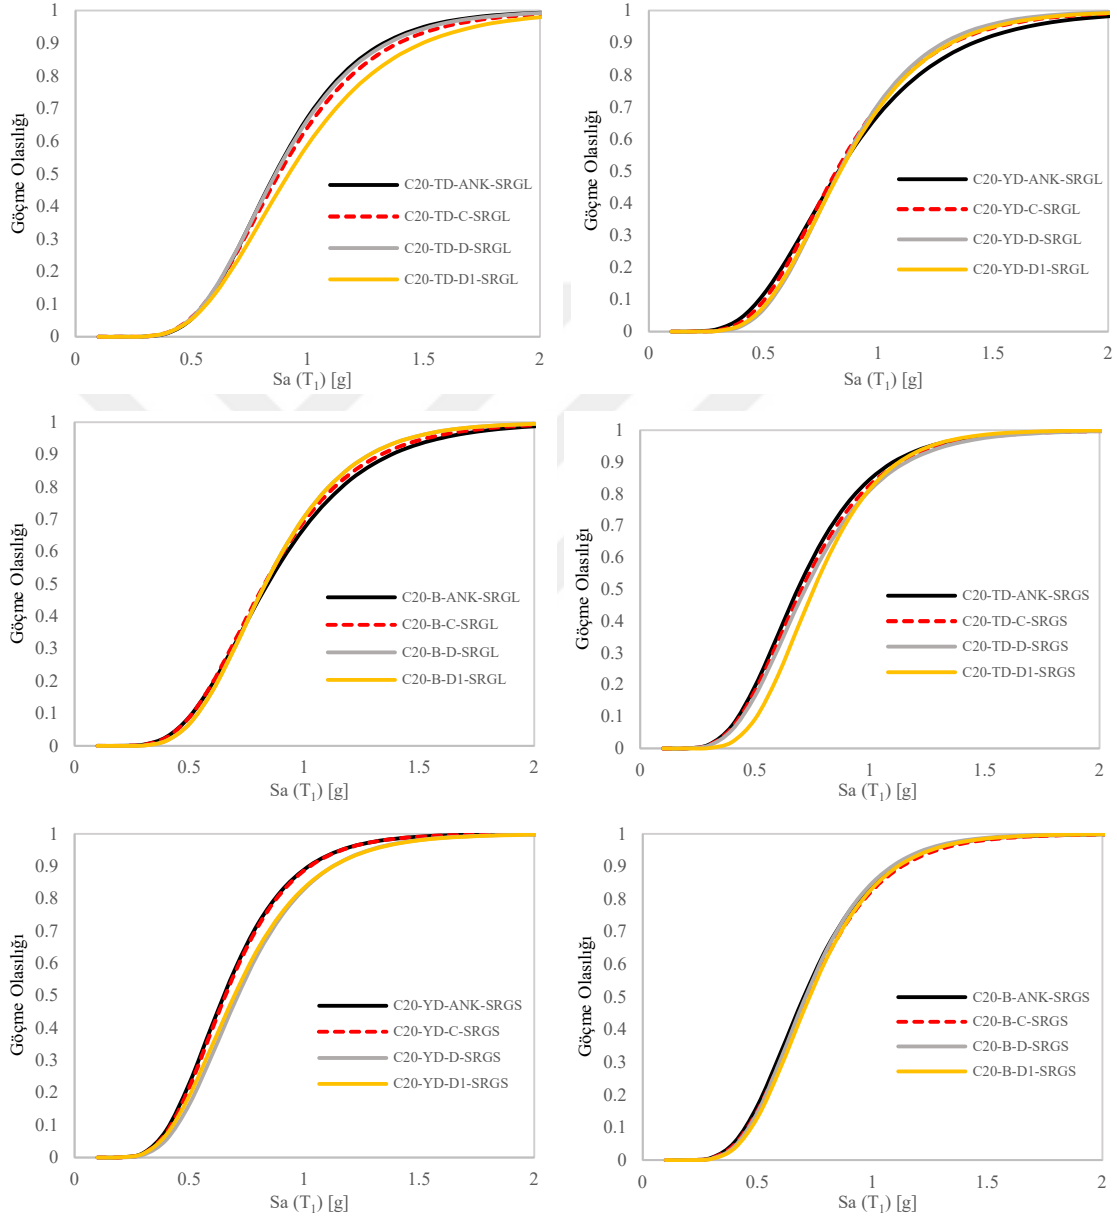 Göçme Olasılığı
1
0.9
0.8
0.7
0.6
0.5
0.4
0.3
0.2
0.1
0
0 0.5 1 1.5 2
Sa (T₁) [g]
C20-TD-ANK-SRGL
C20-TD-C-SRGL
C20-TD-D-SRGL
C20-TD-D1-SRGL
Göçme Olasılığı
1
0.9
0.8
0.7
0.6
0.5
0.4
0.3
0.2
0.1
0
0 0.5 1 1.5 2
Sa (T₁) [g]
C20-YD-ANK-SRGL
C20-YD-C-SRGL
C20-YD-D-SRGL
C20-YD-D1-SRGL
Göçme Olasılığı
1
0.9
0.8
0.7
0.6
0.5
0.4
0.3
0.2
0.1
0
0 0.5 1 1.5 2
Sa (T₁) [g]
C20-B-ANK-SRGL
C20-B-C-SRGL
C20-B-D-SRGL
C20-B-D1-SRGL
Göçme Olasılığı
1
0.9
0.8
0.7
0.6
0.5
0.4
0.3
0.2
0.1
0
0 0.5 1 1.5 2
Sa (T₁) [g]
C20-TD-ANK-SRGS
C20-TD-C-SRGS
C20-TD-D-SRGS
C20-TD-D1-SRGS
Göçme Olasılığı
1
0.9
0.8
0.7
0.6
0.5
0.4
0.3
0.2
0.1
0
0 0.5 1 1.5 2
Sa (T₁) [g]
C20-YD-ANK-SRGS
C20-YD-C-SRGS
C20-YD-D-SRGS
C20-YD-D1-SRGS
Göçme Olasılığı
1
0.9
0.8
0.7
0.6
0.5
0.4
0.3
0.2
0.1
0
0 0.5 1 1.5 2
Sa (T₁) [g]
C20-B-ANK-SRGS
C20-B-C-SRGS
C20-B-D-SRGS
C20-B-D1-SRGS